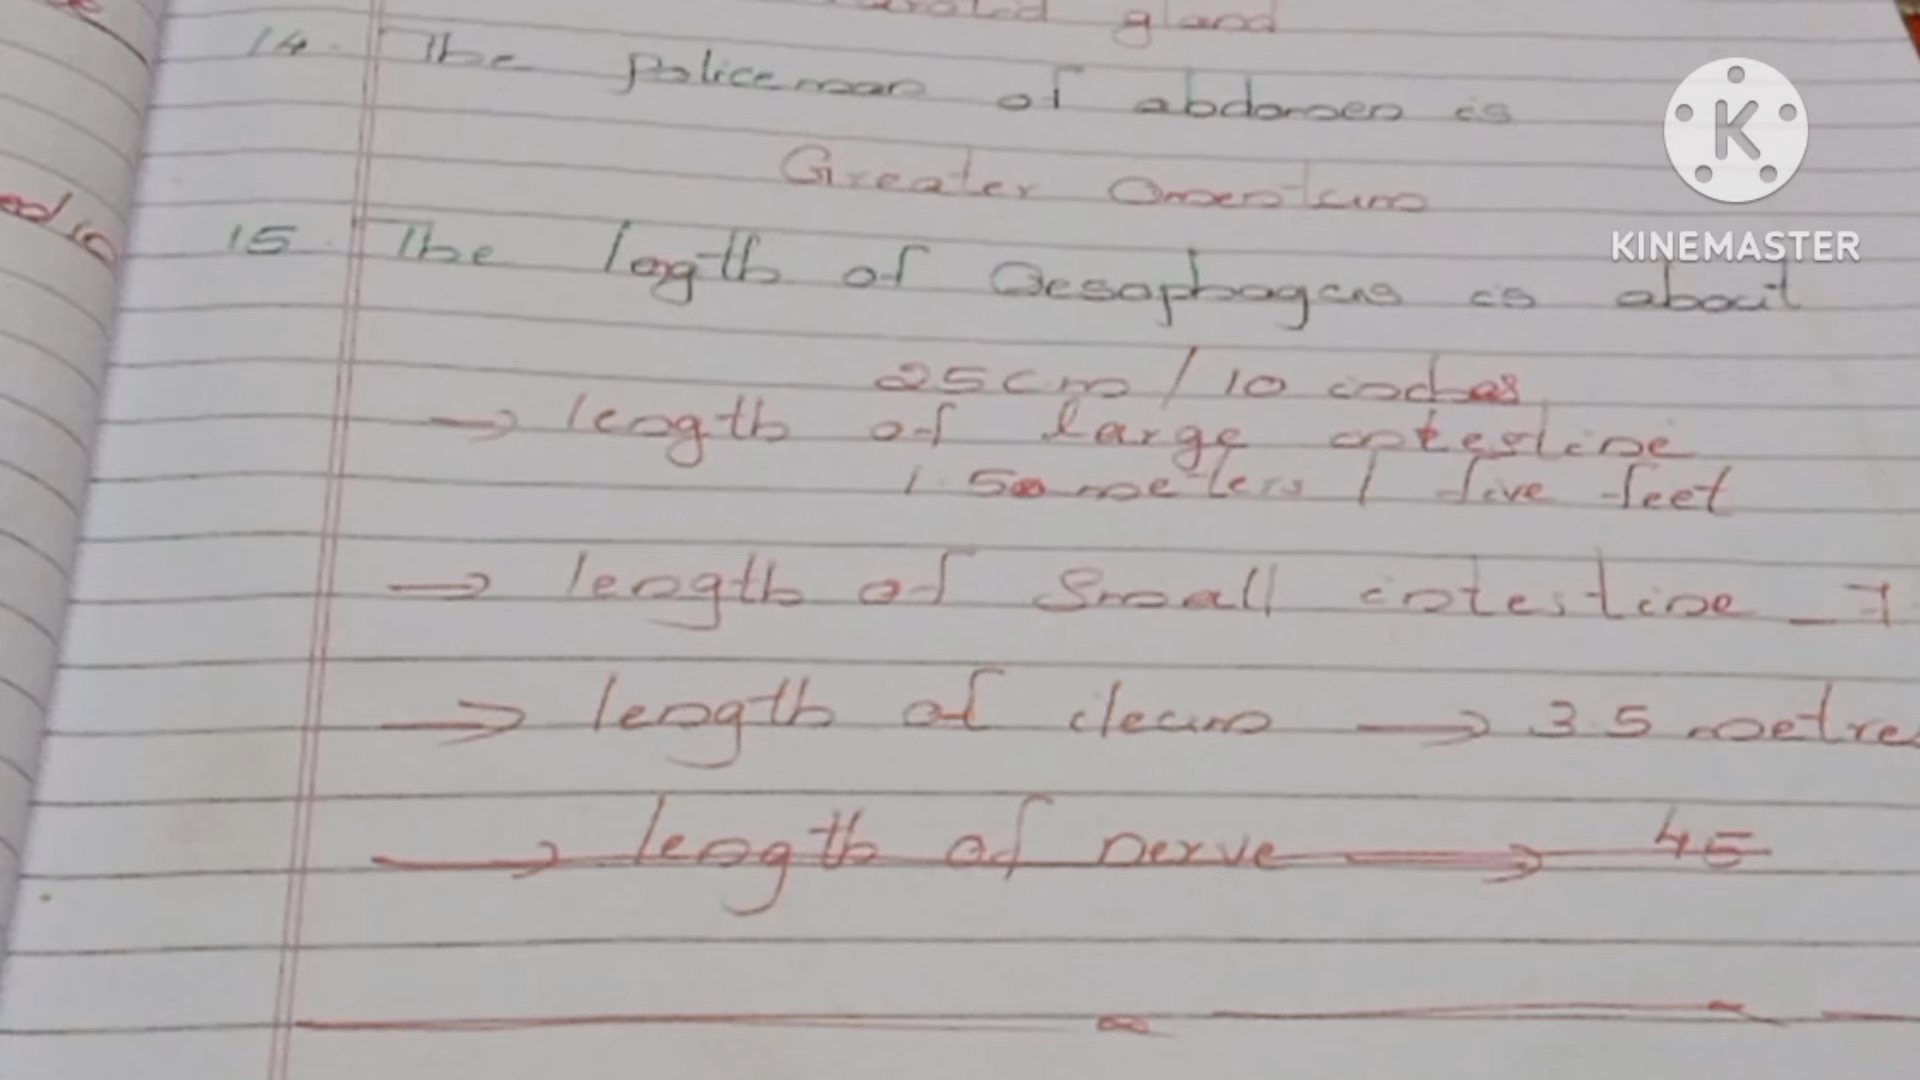 gland
14. The policeman of abdomen is
Greater Omentum
15. The length of Oesophagus is about
25cm / 10 inches
→ length of large intestine
1.5 meters / five feet
→ length of Small intestine →
→ length of ileum → 3.5 metre
→ length of nerve → 45
KINEMASTER